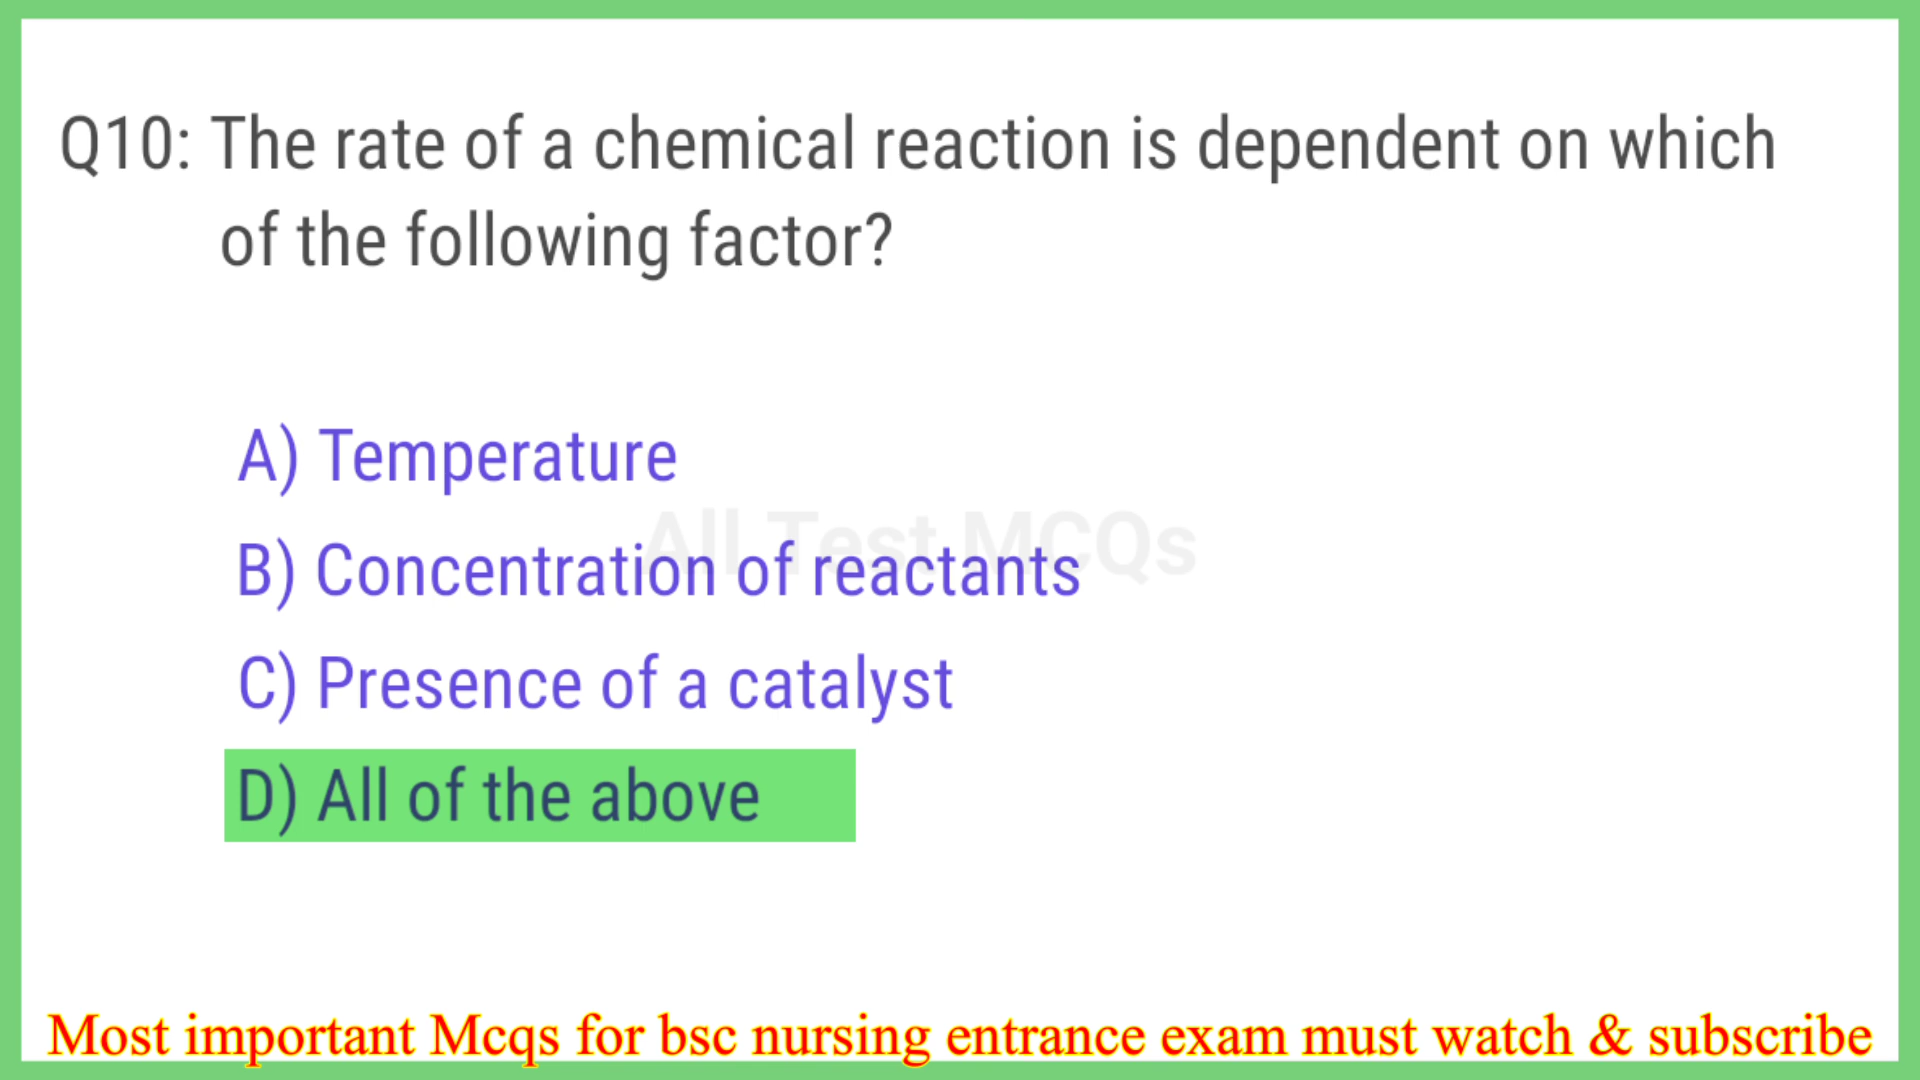 Q10: The rate of a chemical reaction is dependent on which
of the following factor?
A) Temperature
All Test MCQs
B) Concentration of reactants
C) Presence of a catalyst
D) All of the above
Most important Mcqs for bsc nursing entrance exam must watch & subscribe